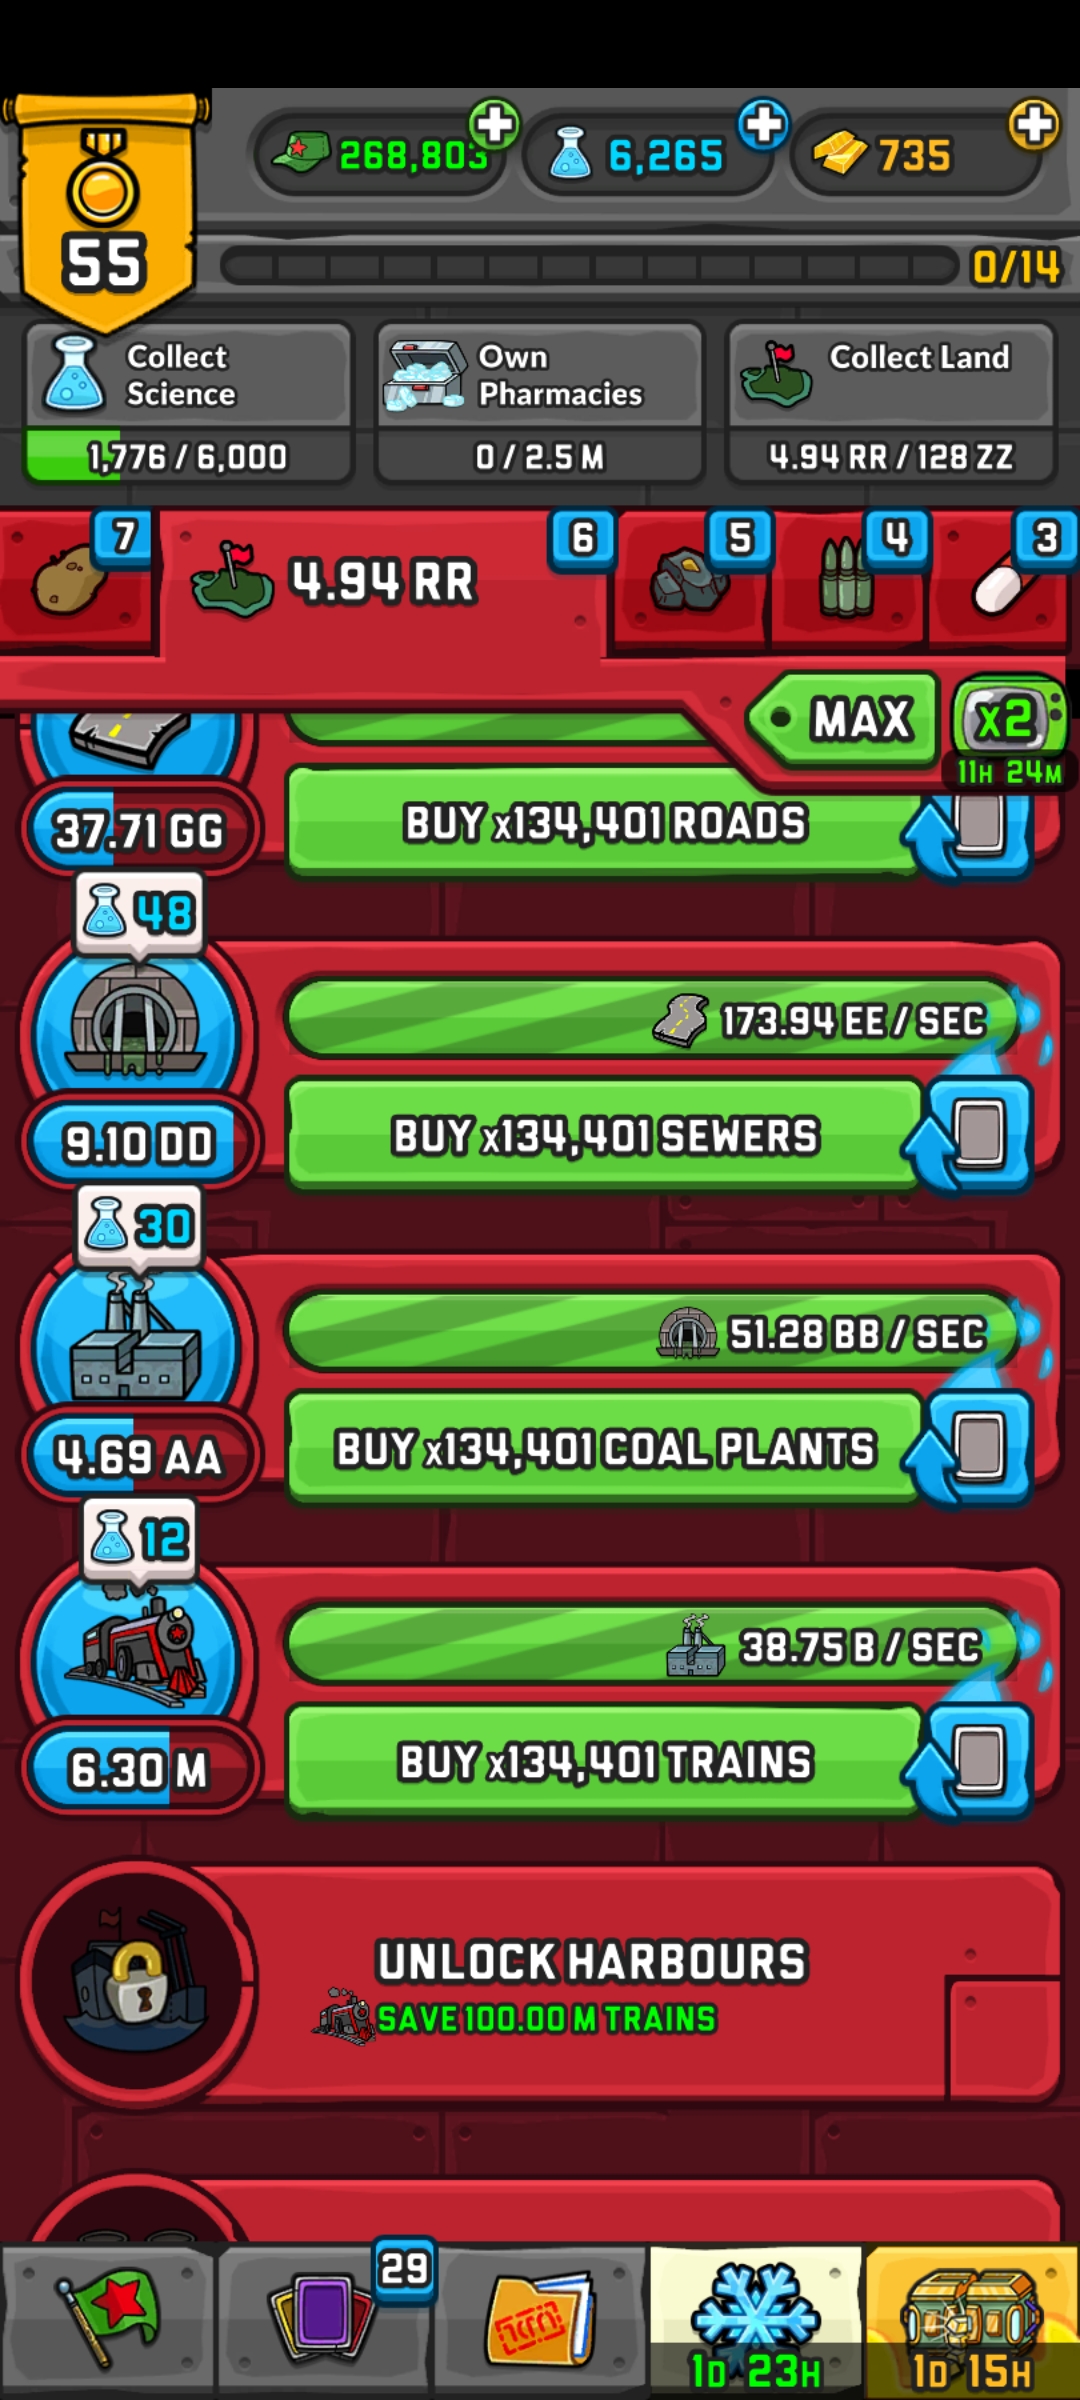 268,803
6,265
735
55
0/14
Collect
Science
1,776 / 6,000
Own
Pharmacies
0 / 2.5 M
Collect Land
4.94 RR / 128 ZZ
7
4.94 RR
6
5
4
3
MAX
x2
11H 24M
37.71 GG
BUY x134,401 ROADS
48
173.94 EE / SEC
9.10 DD
BUY x134,401 SEWERS
30
51.28 BB / SEC
4.69 AA
BUY x134,401 COAL PLANTS
12
38.75 B / SEC
6.30 M
BUY x134,401 TRAINS
UNLOCK HARBOURS
SAVE 100.00 M TRAINS
29
1D 23H
1D 15H